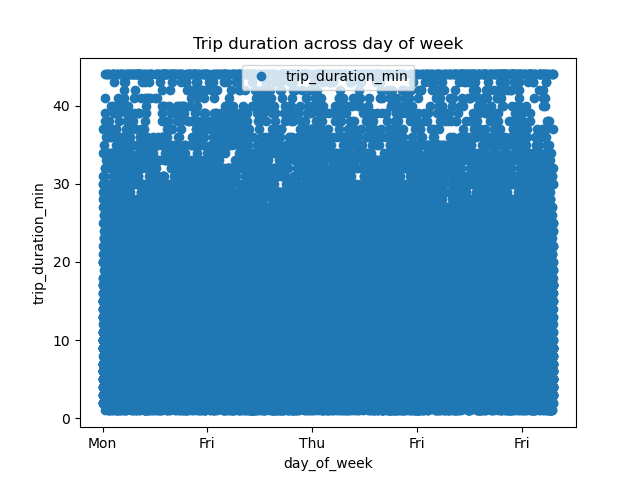 Trip duration across day of week
trip_duration_min
40
30
20
10
0
trip_duration_min
Mon
Fri
Thu
Fri
Fri
day_of_week